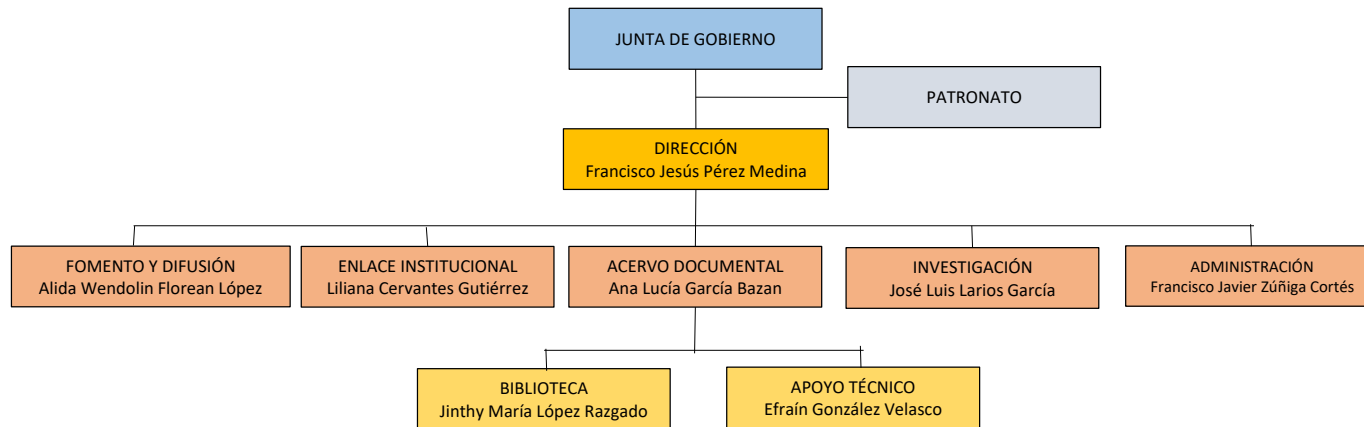 JUNTA DE GOBIERNO
PATRONATO
DIRECCIÓN
Francisco Jesús Pérez Medina
FOMENTO Y DIFUSIÓN
Alida Wendolin Florean López
ENLACE INSTITUCIONAL
Liliana Cervantes Gutiérrez
ACERVO DOCUMENTAL
Ana Lucía García Bazan
INVESTIGACIÓN
José Luis Larios García
ADMINISTRACIÓN
Francisco Javier Zúñiga Cortés
BIBLIOTECA
Jinthy María López Razgado
APOYO TÉCNICO
Efraín González Velasco